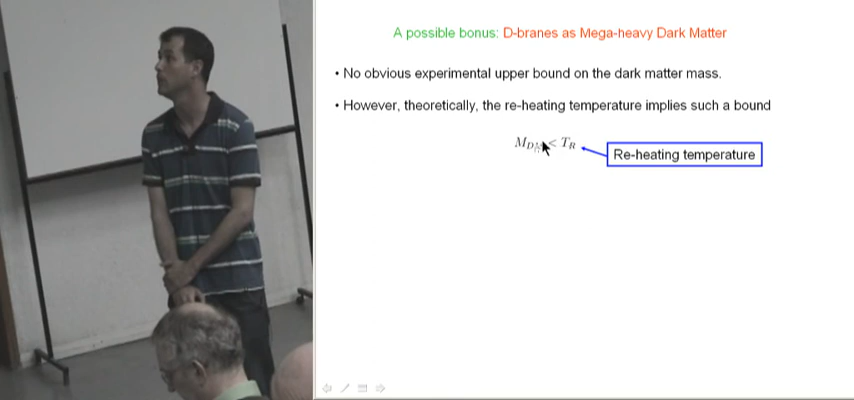 A possible bonus: D-branes as Mega-heavy Dark Matter
• No obvious experimental upper bound on the dark matter mass.
• However, theoretically, the re-heating temperature implies such a bound
< T_R
Re-heating temperature